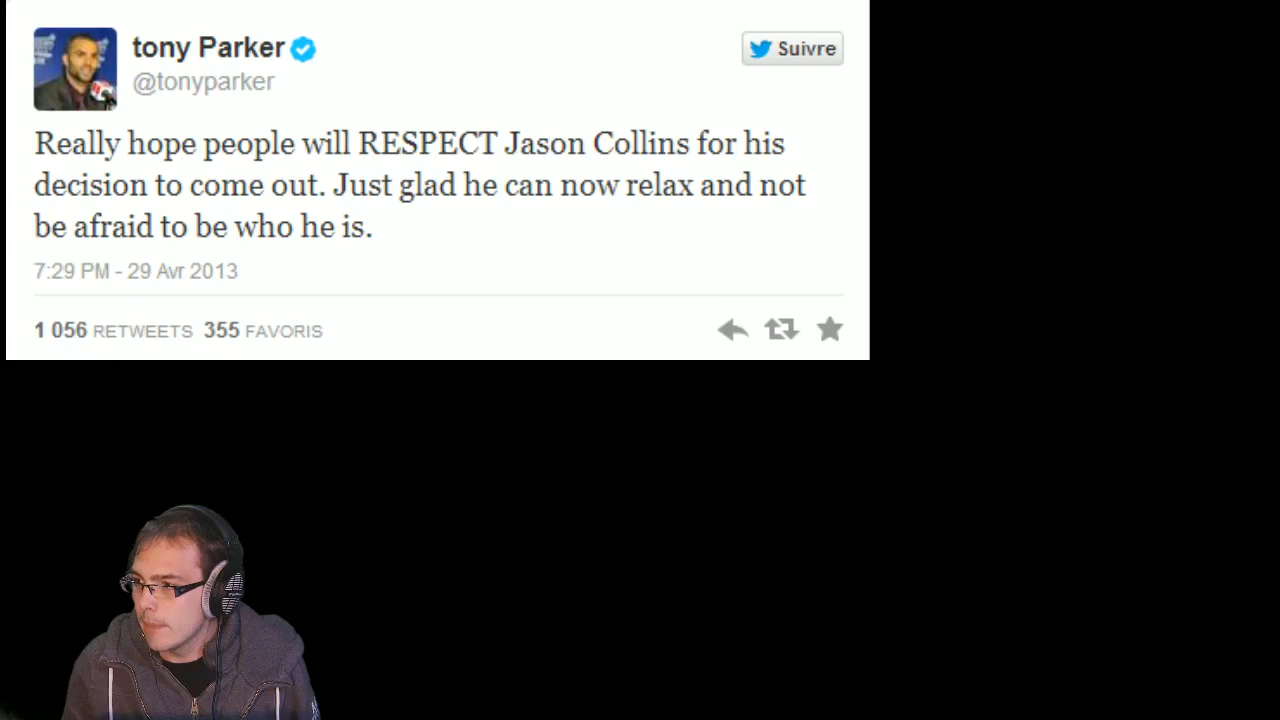 tony Parker
Suivre
@tonyparker
Really hope people will RESPECT Jason Collins for his
decision to come out. Just glad he can now relax and not
be afraid to be who he is.
7:29 PM - 29 Avr 2013
1 056 RETWEETS 355 FAVORIS